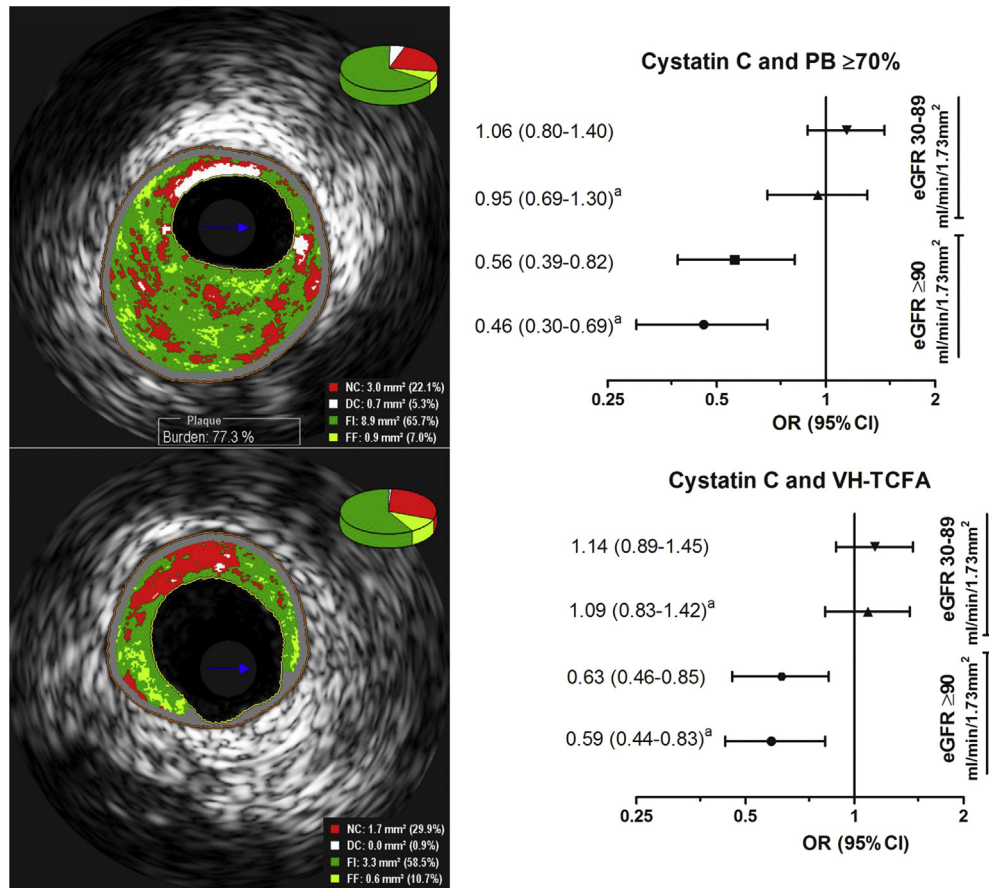 NC: 3.0 mm² (22.1%)
DC: 0.7 mm² (5.3%)
FI: 8.9 mm² (65.7%)
FF: 0.9 mm² (7.0%)
Plaque
Burden: 77.3 %
Cystatin C and PB ≥70%
1.06 (0.80-1.40)
0.95 (0.69-1.30)ᵃ
0.56 (0.39-0.82)
0.46 (0.30-0.69)ᵃ
eGFR 30-89
ml/min/1.73mm²
eGFR ≥90
ml/min/1.73mm²
0.25 0.5 1 2
OR (95% CI)
NC: 1.7 mm² (29.9%)
DC: 0.0 mm² (0.9%)
FI: 3.3 mm² (58.5%)
FF: 0.6 mm² (10.7%)
Cystatin C and VH-TCFA
1.14 (0.89-1.45)
1.09 (0.83-1.42)ᵃ
0.63 (0.46-0.85)
0.59 (0.44-0.83)ᵃ
eGFR 30-89
ml/min/1.73mm²
eGFR ≥90
ml/min/1.73mm²
0.25 0.5 1 2
OR (95% CI)